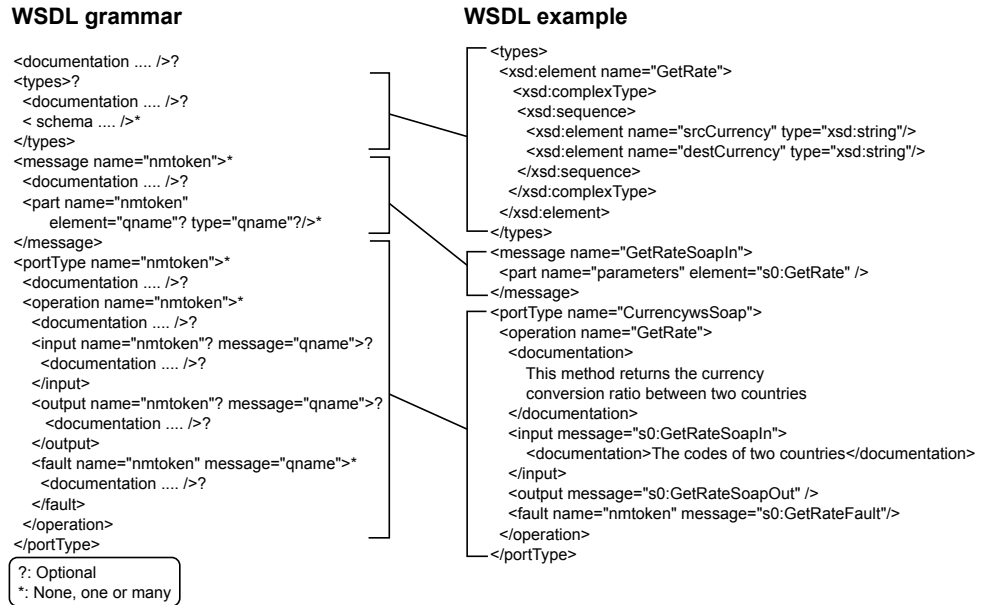 WSDL grammar
<documentation .... />?
<types>?
<documentation .... />?
< schema .... />*
</types>
<message name="nmtoken">*
<documentation .... />?
<part name="nmtoken"
element="qname"? type="qname"?/>*
</message>
<portType name="nmtoken">*
<documentation .... />?
<operation name="nmtoken">*
<documentation .... />?
<input name="nmtoken"? message="qname">?
<documentation .... />?
</input>
<output name="nmtoken"? message="qname">?
<documentation .... />?
</output>
<fault name="nmtoken" message="qname">*
<documentation .... />?
</fault>
</operation>
</portType>
?: Optional
*: None, one or many
WSDL example
<types>
<xsd:element name="GetRate">
<xsd:complexType>
<xsd:sequence>
<xsd:element name="srcCurrency" type="xsd:string"/>
<xsd:element name="destCurrency" type="xsd:string"/>
</xsd:sequence>
</xsd:complexType>
</xsd:element>
</types>
<message name="GetRateSoapIn">
<part name="parameters" element="s0:GetRate" />
</message>
<portType name="CurrencywsSoap">
<operation name="GetRate">
<documentation>
This method returns the currency
conversion ratio between two countries
</documentation>
<input message="s0:GetRateSoapIn">
<documentation>The codes of two countries</documentation>
</input>
<output message="s0:GetRateSoapOut" />
<fault name="nmtoken" message="s0:GetRateFault"/>
</operation>
</portType>